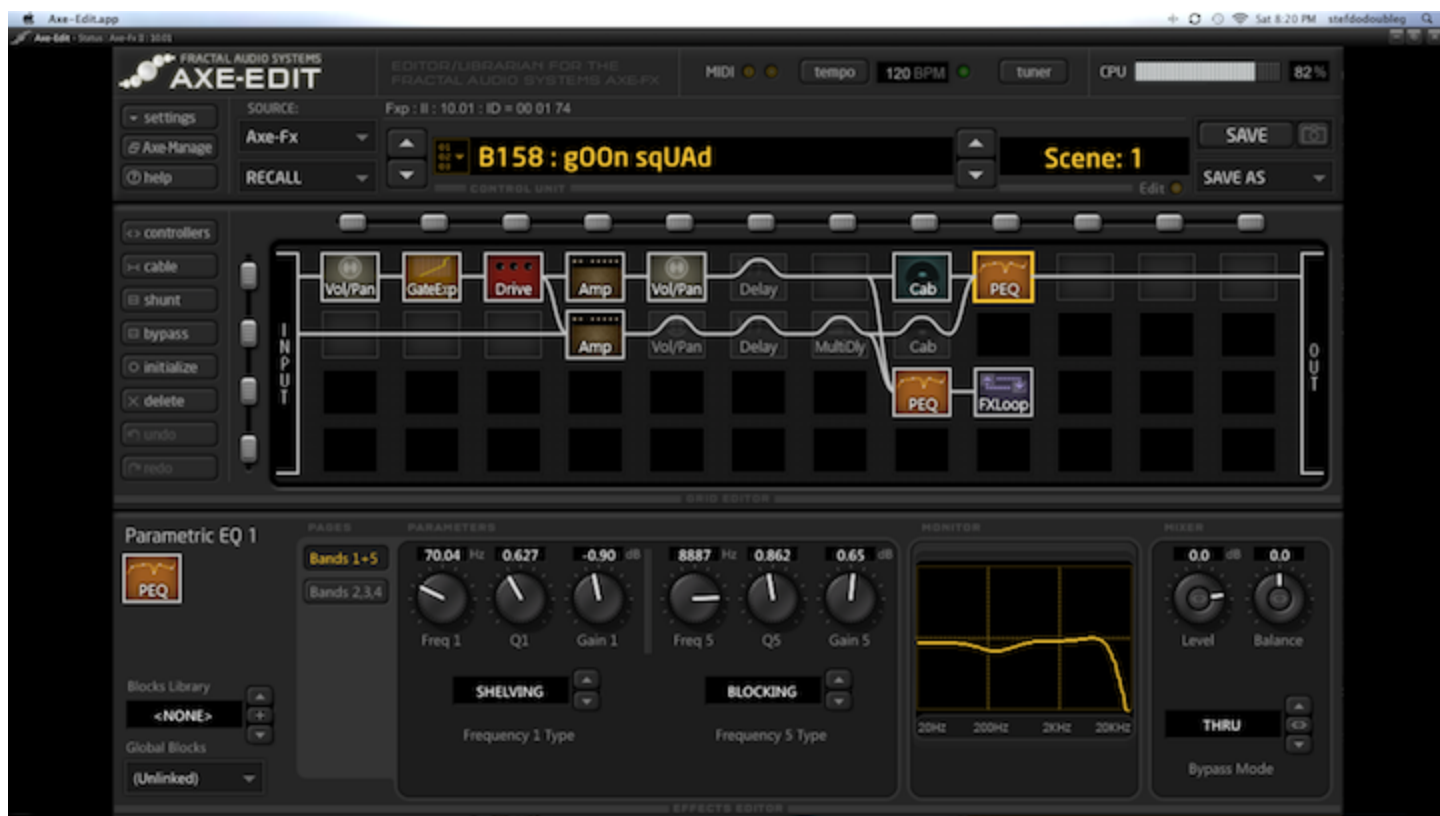 Axe-Edit.app
Sat 8:20 PM stefdodoubleg
Axe-Edit - Status : Axe-Fx II : 10.01
FRACTAL AUDIO SYSTEMS
AXE-EDIT
EDITOR/LIBRARIAN FOR THE
FRACTAL AUDIO SYSTEMS AXE-FX
MIDI
tempo
120 BPM
tuner
CPU
82 %
settings
Axe-Manage
help
SOURCE:
Axe-Fx
RECALL
Fxp : II : 10.01 : ID = 00 01 74
B158 : gOOn sqUAd
CONTROL UNIT
Scene: 1
Edit
SAVE
SAVE AS
controllers
cable
shunt
bypass
initialize
delete
undo
redo
INPUT
Vol/Pan
GateExp
Drive
Amp
Vol/Pan
Delay
Cab
PEQ
Amp
Vol/Pan
Delay
MultiDly
Cab
PEQ
FXLoop
OUT
GRID EDITOR
Parametric EQ 1
PEQ
Blocks Library
<NONE>
Global Blocks
(Unlinked)
PAGES
Bands 1+5
Bands 2,3,4
PARAMETERS
70.04 Hz 0.627 -0.90 dB 8887 Hz 0.862 0.65 dB
Freq 1 Q1 Gain 1 Freq 5 Q5 Gain 5
SHELVING
Frequency 1 Type
BLOCKING
Frequency 5 Type
MONITOR
20Hz 200Hz 2KHz 20KHz
MIXER
0.0 dB 0.0
Level Balance
THRU
Bypass Mode
EFFECTS EDITOR